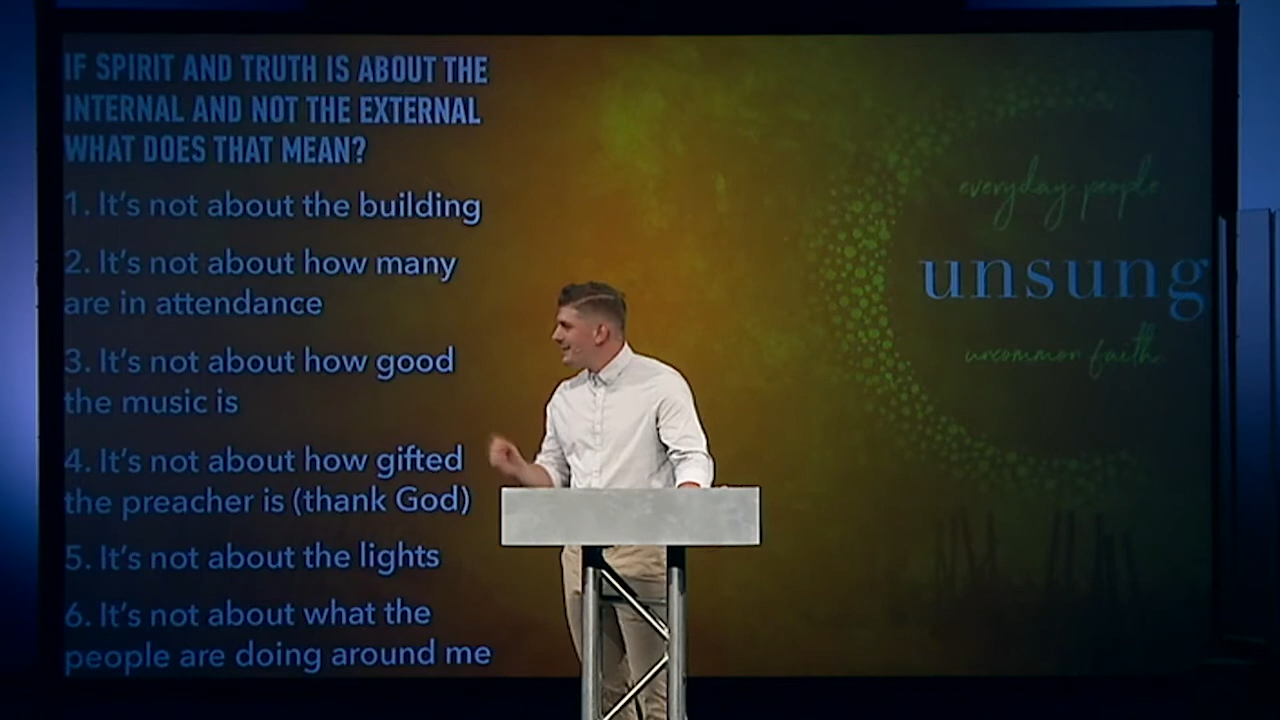 IF SPIRIT AND TRUTH IS ABOUT THE
INTERNAL AND NOT THE EXTERNAL
WHAT DOES THAT MEAN?
1. It's not about the building
2. It's not about how many
are in attendance
3. It's not about how good
the music is
4. It's not about how gifted
the preacher is (thank God)
5. It's not about the lights
6. It's not about what the
people are doing around me
everyday people
unsung
uncommon faith